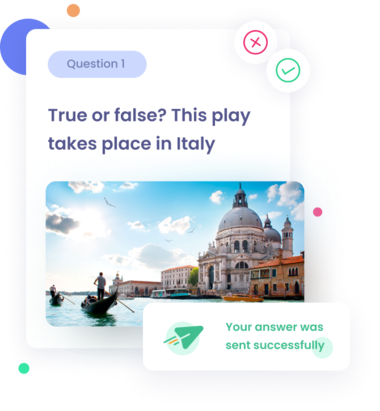 Question 1
True or false? This play
takes place in Italy
Your answer was
sent successfully